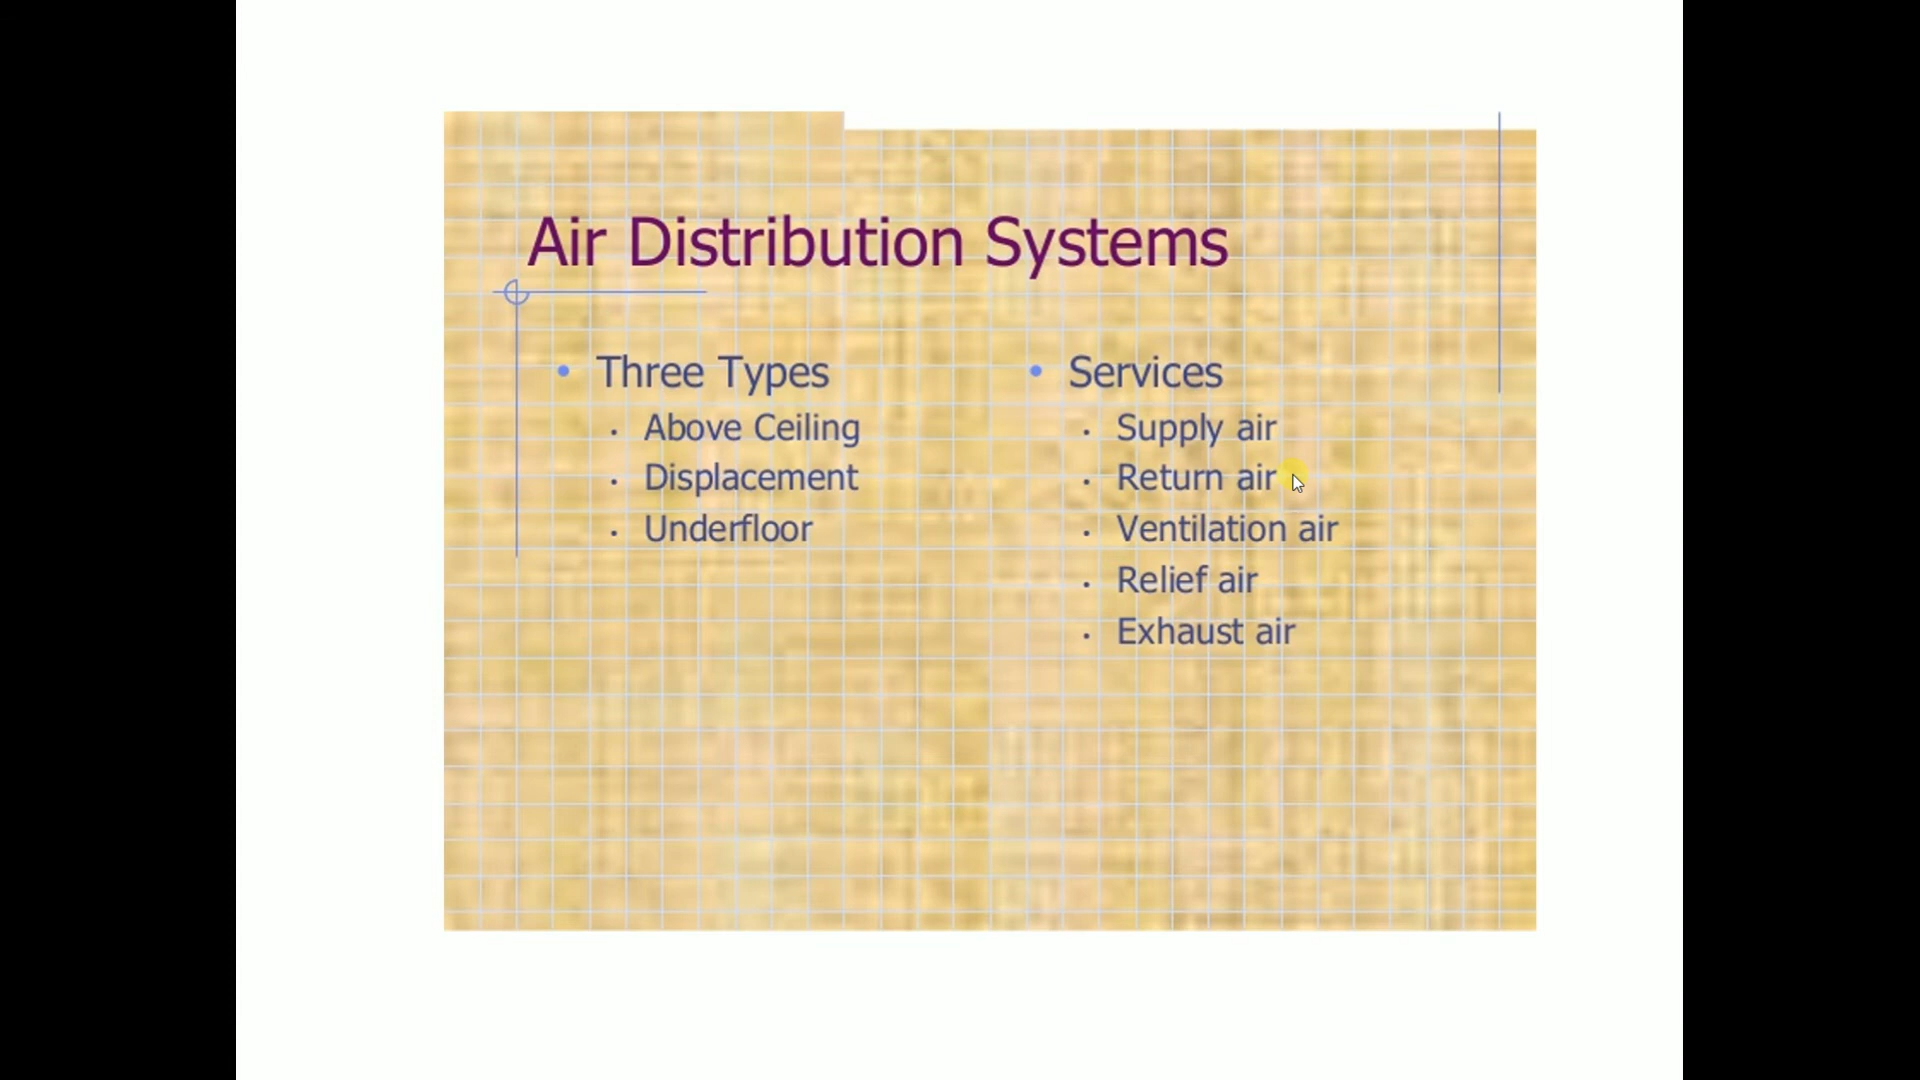 Air Distribution Systems
• Three Types
• Above Ceiling
• Displacement
• Underfloor
• Services
• Supply air
• Return air
• Ventilation air
• Relief air
• Exhaust air